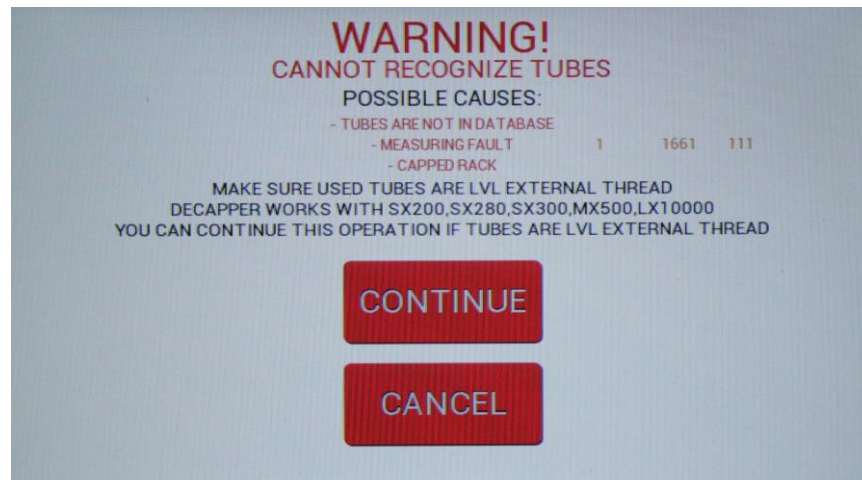 WARNING!
CANNOT RECOGNIZE TUBES
POSSIBLE CAUSES:
- TUBES ARE NOT IN DATABASE
- MEASURING FAULT 1 1661 111
- CAPPED RACK
MAKE SURE USED TUBES ARE LVL EXTERNAL THREAD
DECAPPER WORKS WITH SX200,SX280,SX300,MX500,LX10000
YOU CAN CONTINUE THIS OPERATION IF TUBES ARE LVL EXTERNAL THREAD
CONTINUE
CANCEL